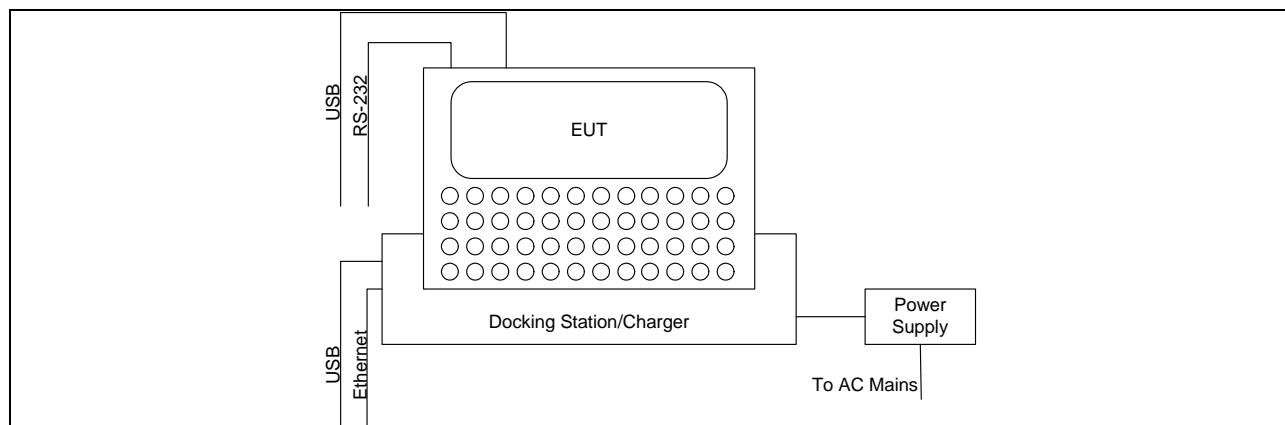 USB
RS-232
EUT
USB
Ethernet
Docking Station/Charger
Power
Supply
To AC Mains